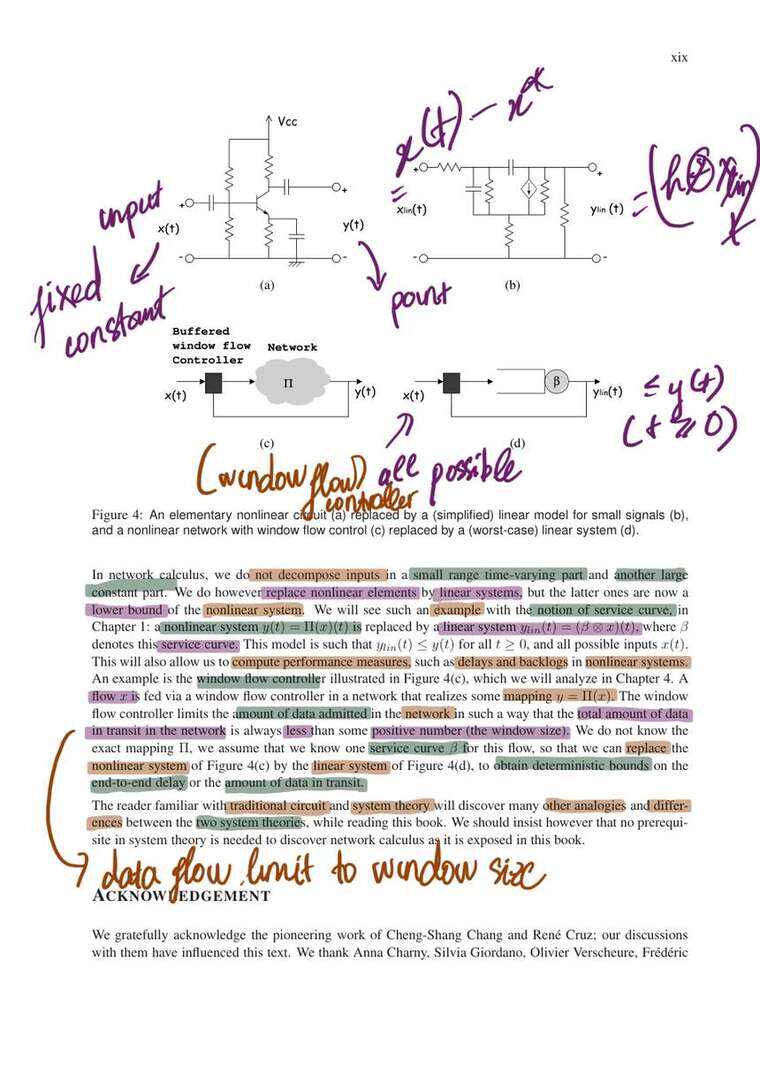 xix
Vcc
x(t) - x*
=
input
x(t)
y(t)
xlin(t)
ylin (t)
=
(a)
(b)
fixed
constant
point
Buffered
window flow
Controller
Network
Π
β
x(t)
y(t)
x(t)
ylin(t)
≤ y(t)
(t ≥ 0)
(c)
(d)
(window flow)
controller
all possible
Figure 4: An elementary nonlinear circuit (a) replaced by a (simplified) linear model for small signals (b),
and a nonlinear network with window flow control (c) replaced by a (worst-case) linear system (d).
In network calculus, we do not decompose inputs in a small range time-varying part and another large
constant part. We do however replace nonlinear elements by linear systems, but the latter ones are now a
lower bound of the nonlinear system. We will see such an example with the notion of service curve, in
Chapter 1: a nonlinear system y(t) = Π(x)(t) is replaced by a linear system ylin(t) = (β ⊗ x)(t), where β
denotes this service curve. This model is such that ylin(t) ≤ y(t) for all t ≥ 0, and all possible inputs x(t).
This will also allow us to compute performance measures, such as delays and backlogs in nonlinear systems.
An example is the window flow controller illustrated in Figure 4(c), which we will analyze in Chapter 4. A
flow x is fed via a window flow controller in a network that realizes some mapping y = Π(x). The window
flow controller limits the amount of data admitted in the network in such a way that the total amount of data
in transit in the network is always less than some positive number (the window size). We do not know the
exact mapping Π, we assume that we know one service curve β for this flow, so that we can replace the
nonlinear system of Figure 4(c) by the linear system of Figure 4(d), to obtain deterministic bounds on the
end-to-end delay or the amount of data in transit.
The reader familiar with traditional circuit and system theory will discover many other analogies and differ-
ences between the two system theories, while reading this book. We should insist however that no prerequi-
site in system theory is needed to discover network calculus as it is exposed in this book.
data flow limit to window size
ACKNOWLEDGEMENT
We gratefully acknowledge the pioneering work of Cheng-Shang Chang and René Cruz; our discussions
with them have influenced this text. We thank Anna Charny, Silvia Giordano, Olivier Verscheure, Frédéric